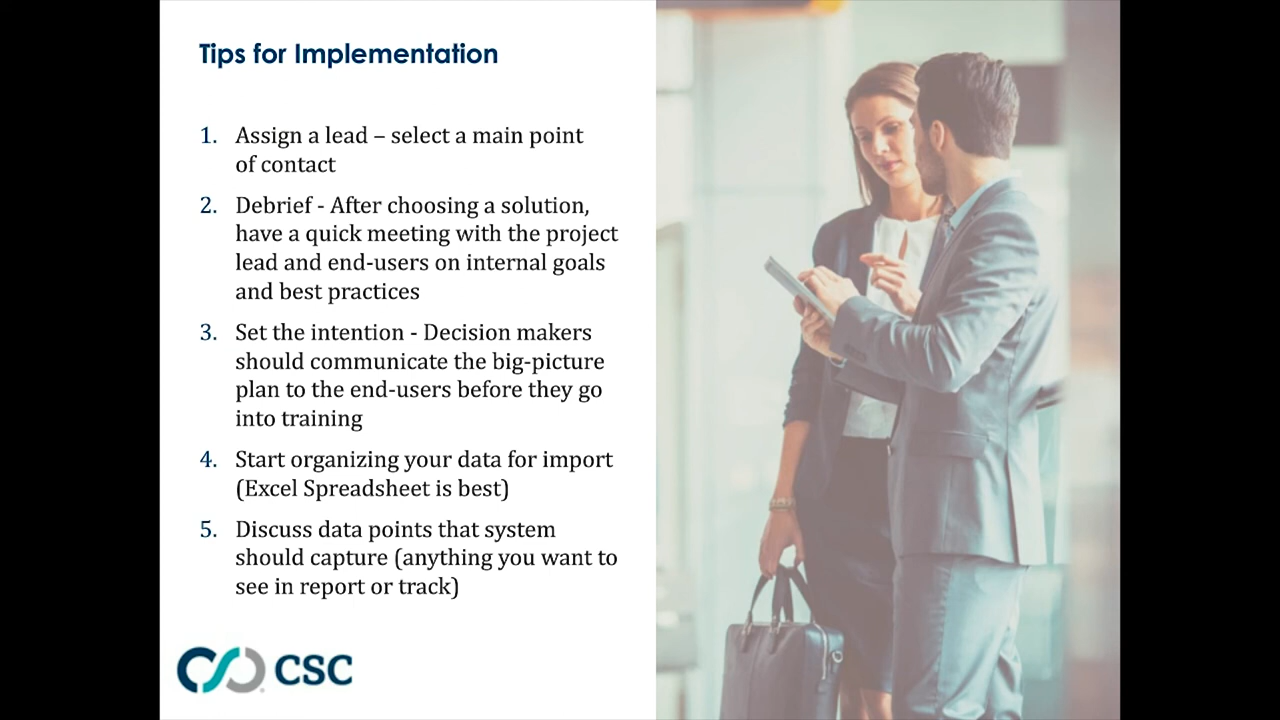 Tips for Implementation
1. Assign a lead – select a main point
of contact
2. Debrief - After choosing a solution,
have a quick meeting with the project
lead and end-users on internal goals
and best practices
3. Set the intention - Decision makers
should communicate the big-picture
plan to the end-users before they go
into training
4. Start organizing your data for import
(Excel Spreadsheet is best)
5. Discuss data points that system
should capture (anything you want to
see in report or track)
CSC